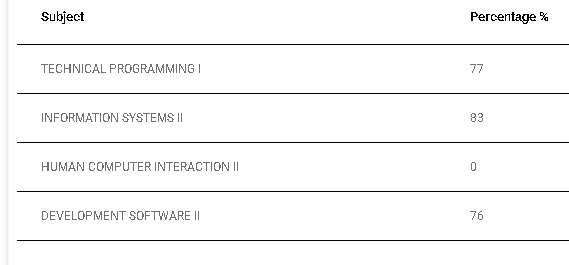 Subject Percentage %
TECHNICAL PROGRAMMING I 77
INFORMATION SYSTEMS II 83
HUMAN COMPUTER INTERACTION II 0
DEVELOPMENT SOFTWARE II 76